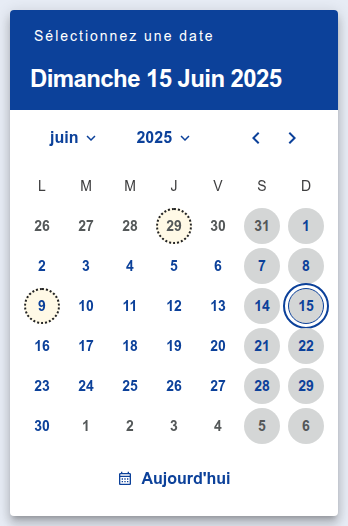 Sélectionnez une date
Dimanche 15 Juin 2025
juin 2025
L M M J V S D
26 27 28 29 30 31 1
2 3 4 5 6 7 8
9 10 11 12 13 14 15
16 17 18 19 20 21 22
23 24 25 26 27 28 29
30 1 2 3 4 5 6
Aujourd'hui